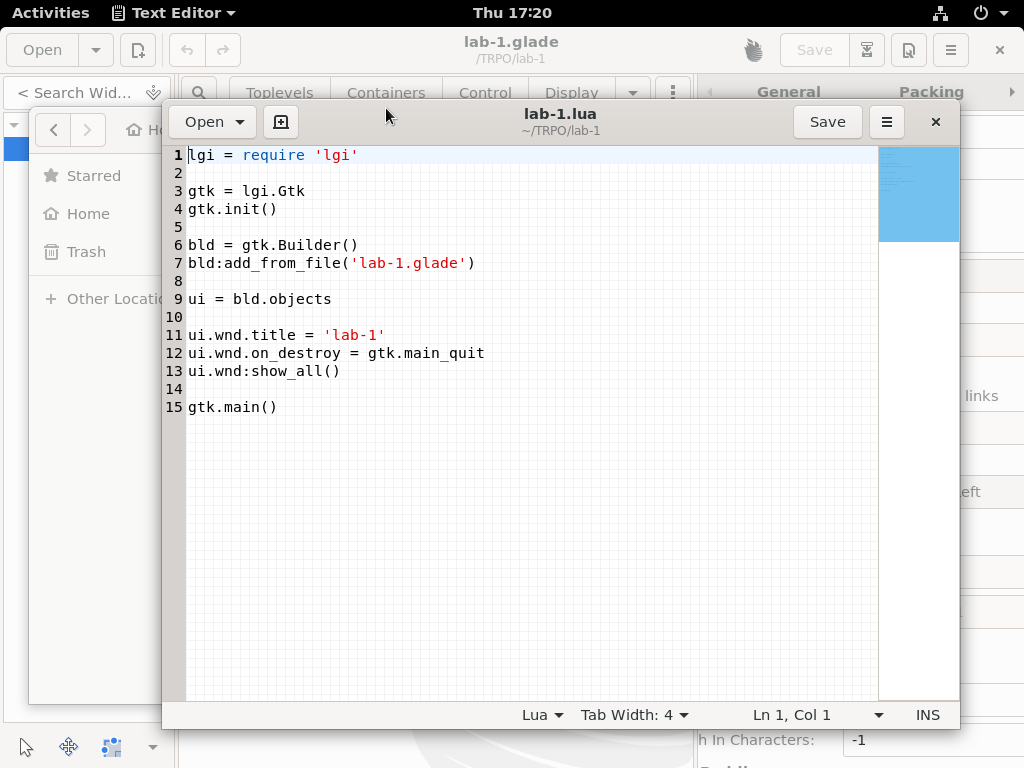 Activities Text Editor Thu 17:20
Open lab-1.glade Save
/TRPO/lab-1
< Search Wid... Toplevels Containers Control Display General Packing
Open lab-1.lua Save
~/TRPO/lab-1
Starred
Home
Trash
+ Other Locatio
1 lgi = require 'lgi'
2
3 gtk = lgi.Gtk
4 gtk.init()
5
6 bld = gtk.Builder()
7 bld:add_from_file('lab-1.glade')
8
9 ui = bld.objects
10
11 ui.wnd.title = 'lab-1'
12 ui.wnd.on_destroy = gtk.main_quit
13 ui.wnd:show_all()
14
15 gtk.main()
links
Lua Tab Width: 4 Ln 1, Col 1 INS
h In Characters: -1